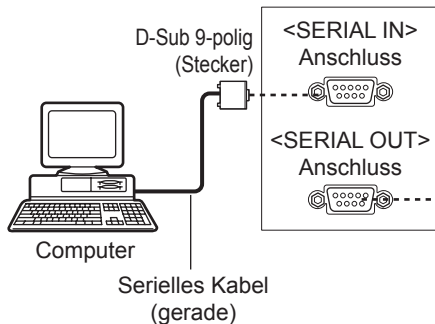 D-Sub 9-polig
(Stecker)
<SERIAL IN>
Anschluss
<SERIAL OUT>
Anschluss
Computer
Serielles Kabel
(gerade)